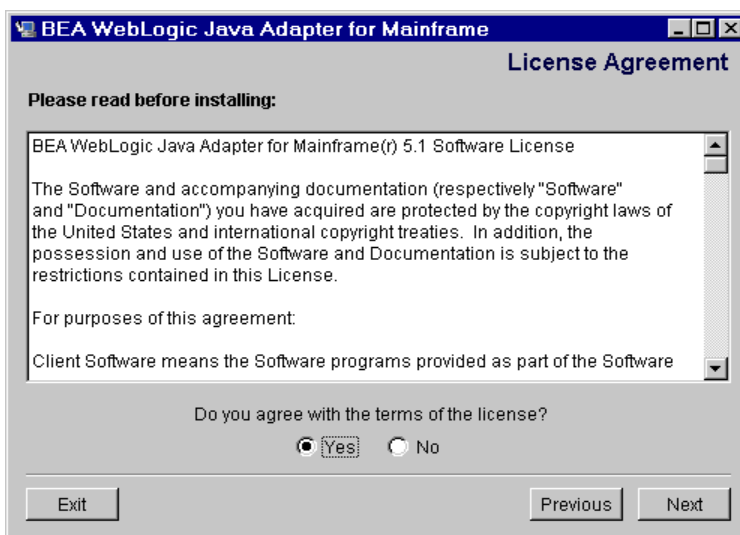 BEA WebLogic Java Adapter for Mainframe
License Agreement
Please read before installing:
BEA WebLogic Java Adapter for Mainframe(r) 5.1 Software License
The Software and accompanying documentation (respectively "Software"
and "Documentation") you have acquired are protected by the copyright laws of
the United States and international copyright treaties.  In addition, the
possession and use of the Software and Documentation is subject to the
restrictions contained in this License.
For purposes of this agreement:
Client Software means the Software programs provided as part of the Software
Do you agree with the terms of the license?
Yes No
Exit Previous Next